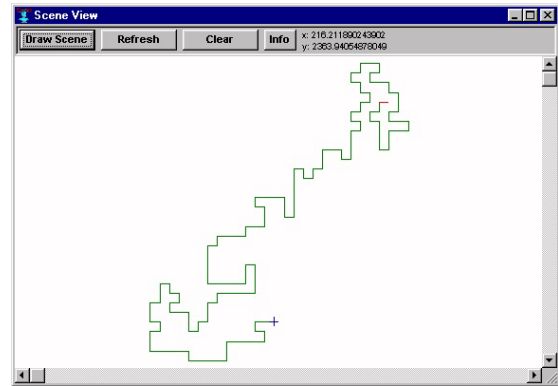 Scene View
Draw Scene Refresh Clear Info
x: 216.211890243902
y: 2363.94054878049